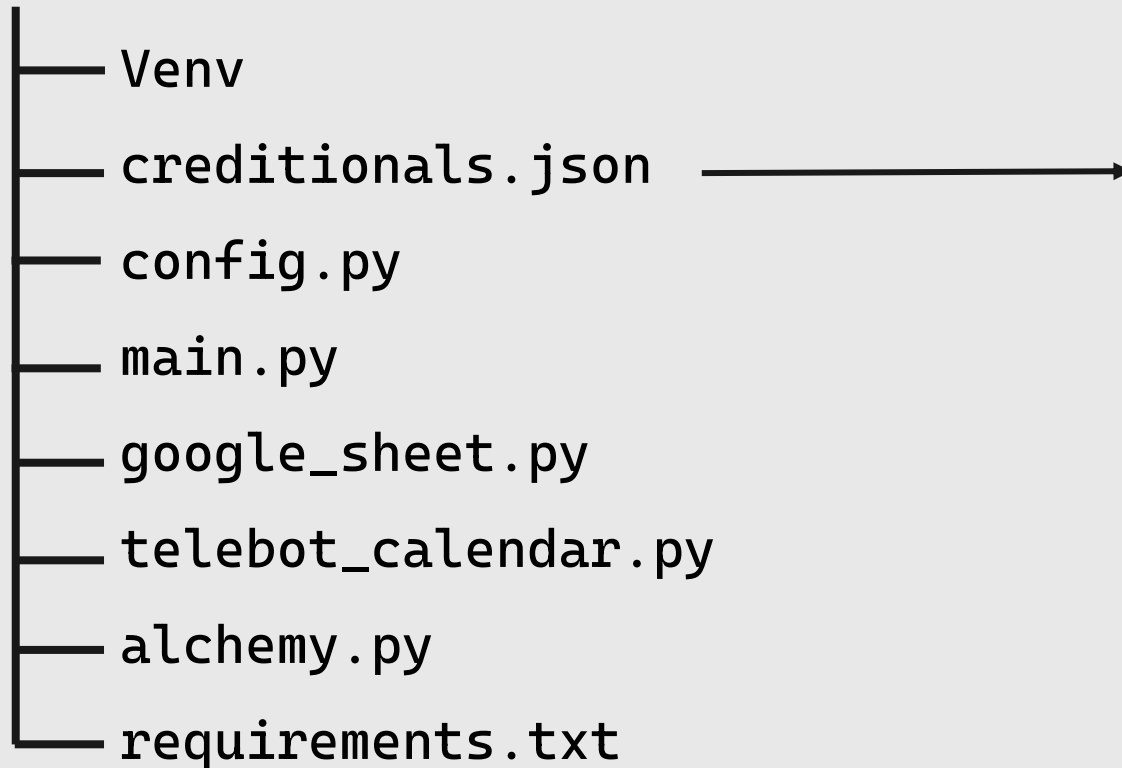 Venv
creditionals.json
config.py
main.py
google_sheet.py
telebot_calendar.py
alchemy.py
requirements.txt